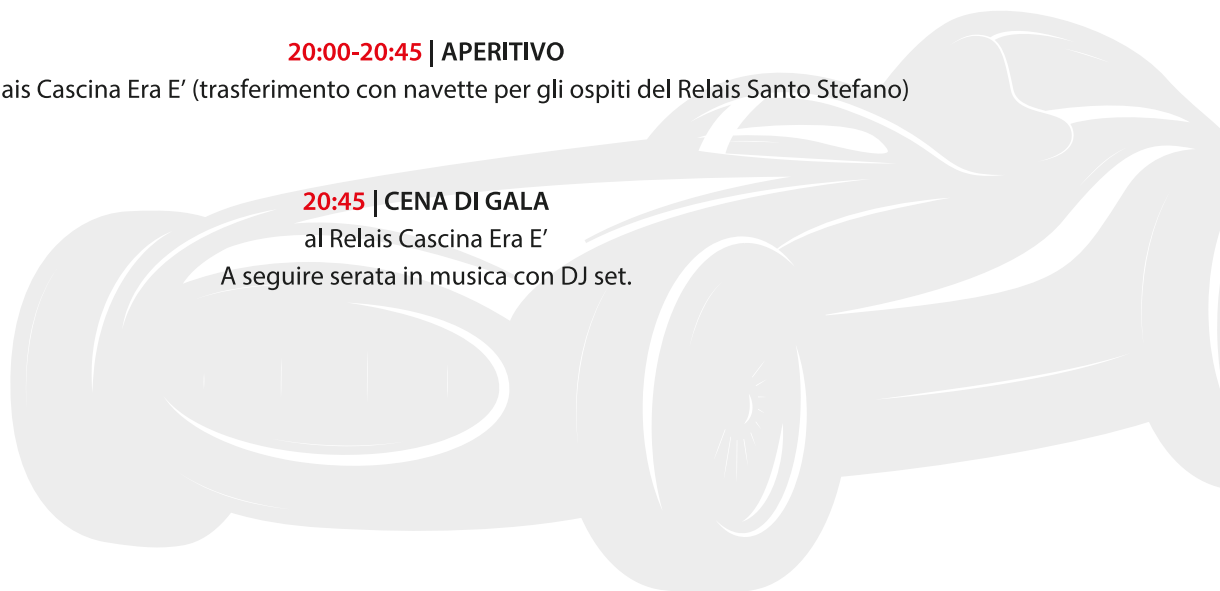 20:00-20:45 | APERITIVO
ais Cascina Era E’ (trasferimento con navette per gli ospiti del Relais Santo Stefano)
20:45 | CENA DI GALA
al Relais Cascina Era E’
A seguire serata in musica con DJ set.